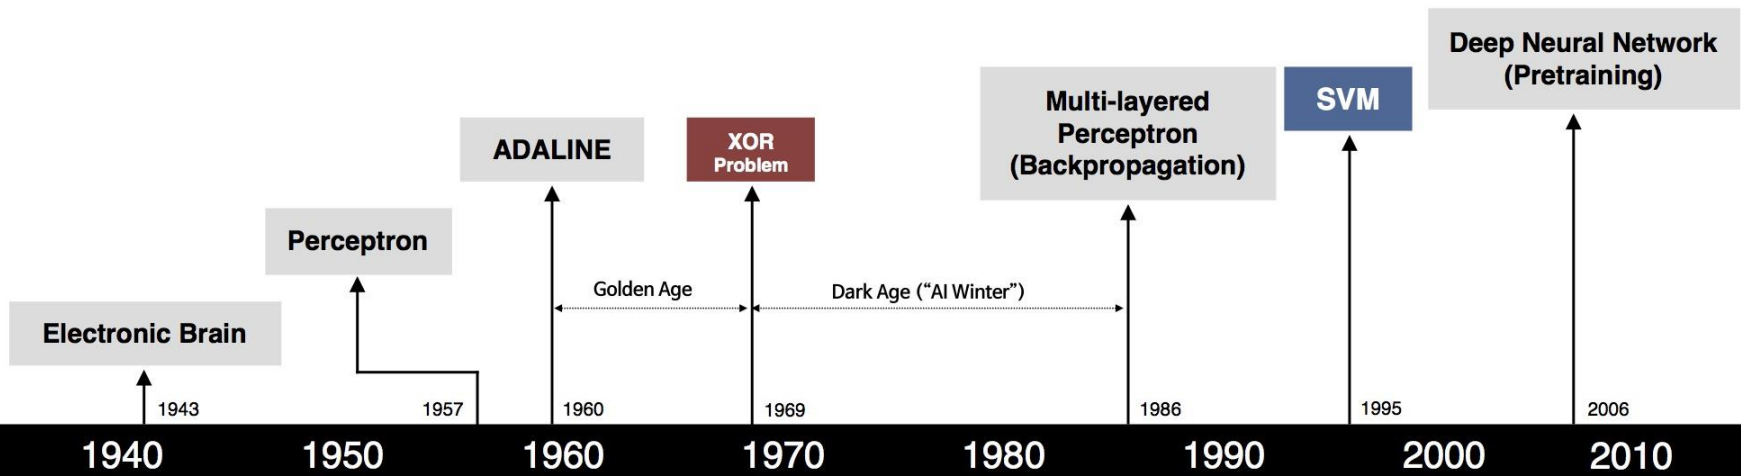 Electronic Brain
Perceptron
ADALINE
XOR
Problem
Multi-layered
Perceptron
(Backpropagation)
SVM
Deep Neural Network
(Pretraining)
Golden Age
Dark Age (“AI Winter”)
1943
1957
1960
1969
1986
1995
2006
1940
1950
1960
1970
1980
1990
2000
2010